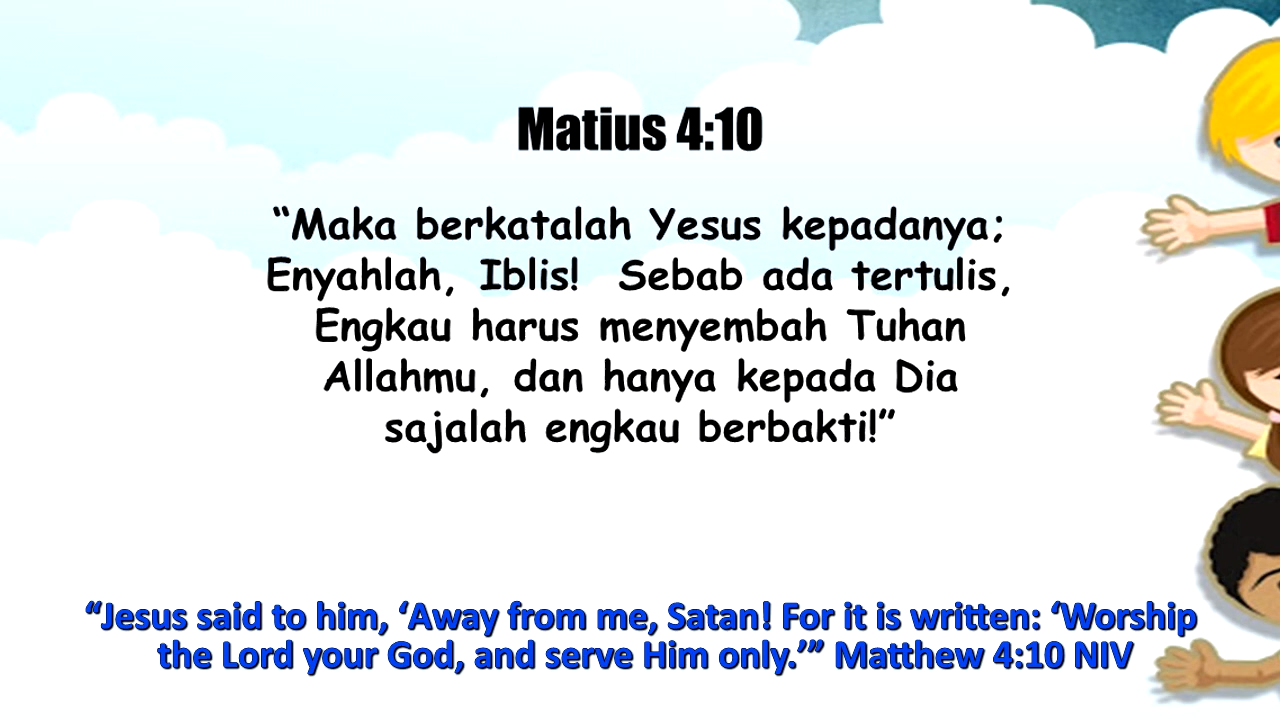 Matius 4:10
“Maka berkatalah Yesus kepadanya;
Enyahlah, Iblis!  Sebab ada tertulis,
Engkau harus menyembah Tuhan
Allahmu, dan hanya kepada Dia
sajalah engkau berbakti!”
“Jesus said to him, ‘Away from me, Satan! For it is written: ‘Worship
the Lord your God, and serve Him only.’” Matthew 4:10 NIV